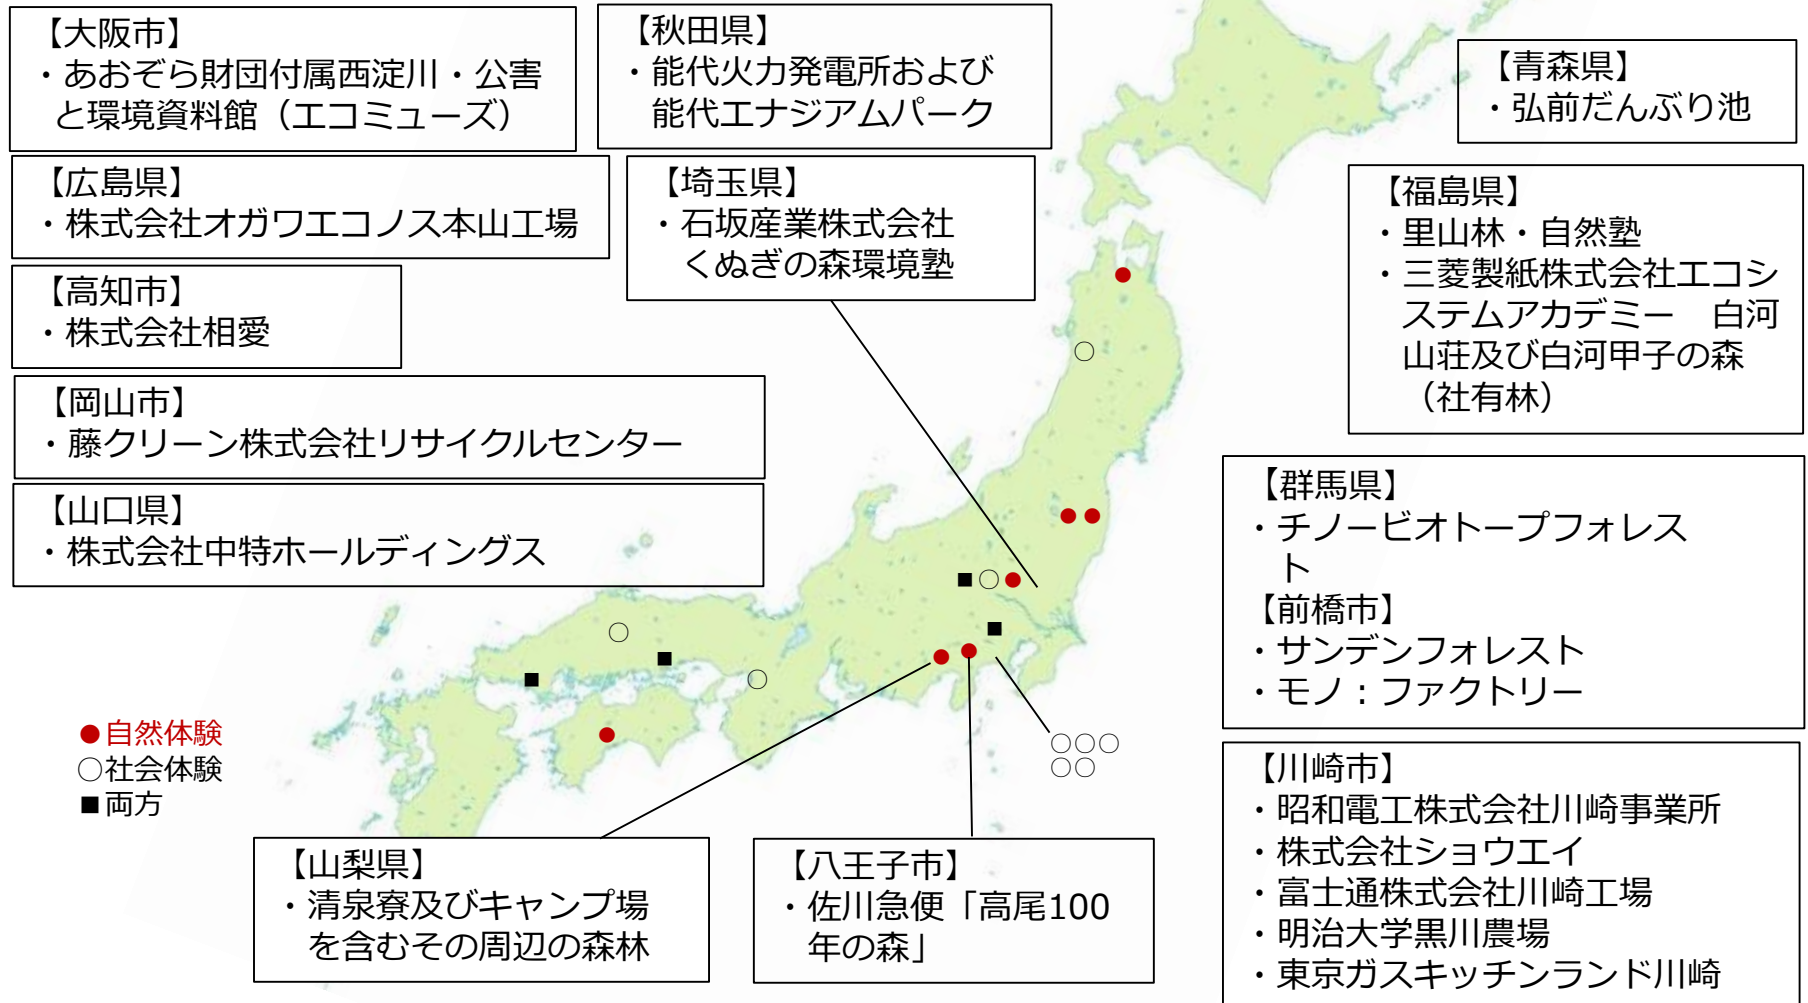 【大阪市】
・あおぞら財団付属西淀川・公害
と環境資料館（エコミューズ）
【秋田県】
・能代火力発電所および
能代エナジアムパーク
【青森県】
・弘前だんぶり池
【広島県】
・株式会社オガワエコノス本山工場
【埼玉県】
・石坂産業株式会社
くぬぎの森環境塾
【福島県】
・里山林・自然塾
・三菱製紙株式会社エコシ
ステムアカデミー　白河
山荘及び白河甲子の森
（社有林）
【高知市】
・株式会社相愛
【岡山市】
・藤クリーン株式会社リサイクルセンター
【山口県】
・株式会社中特ホールディングス
【群馬県】
・チノービオトープフォレス
ト
【前橋市】
・サンデンフォレスト
・モノ：ファクトリー
●自然体験
○社会体験
■両方
【川崎市】
・昭和電工株式会社川崎事業所
・株式会社ショウエイ
・富士通株式会社川崎工場
・明治大学黒川農場
・東京ガスキッチンランド川崎
【山梨県】
・清泉寮及びキャンプ場
を含むその周辺の森林
【八王子市】
・佐川急便「高尾100
年の森」